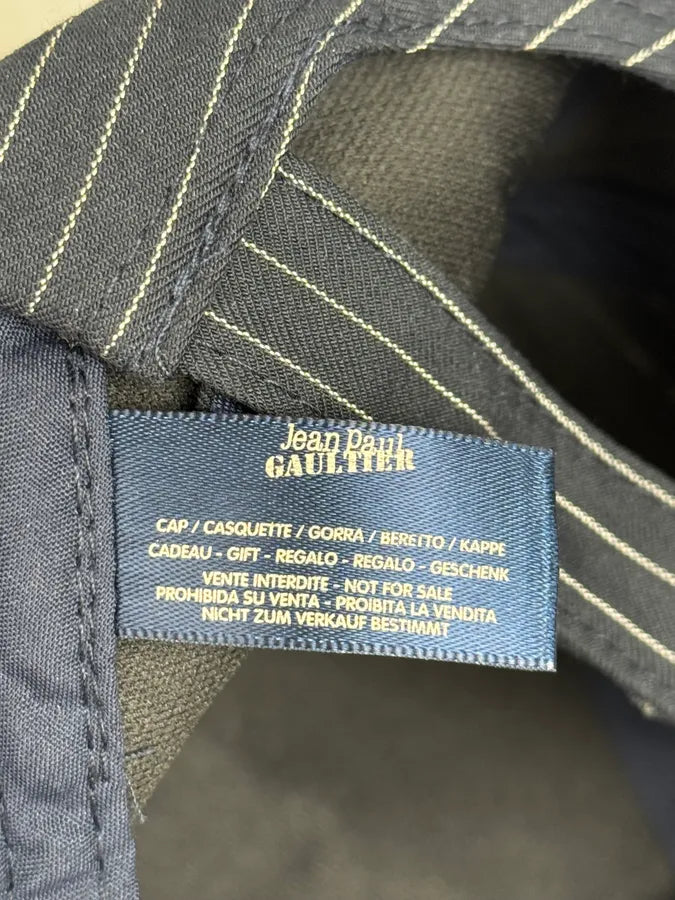 Jean Paul
GAULTIER
CAP / CASQUETTE / GORRA / BERETTO / KAPPE
CADEAU - GIFT - REGALO - REGALO - GESCHENK
VENTE INTERDITE - NOT FOR SALE
PROHIBIDA SU VENTA - PROIBITA LA VENDITA
NICHT ZUM VERKAUF BESTIMMT